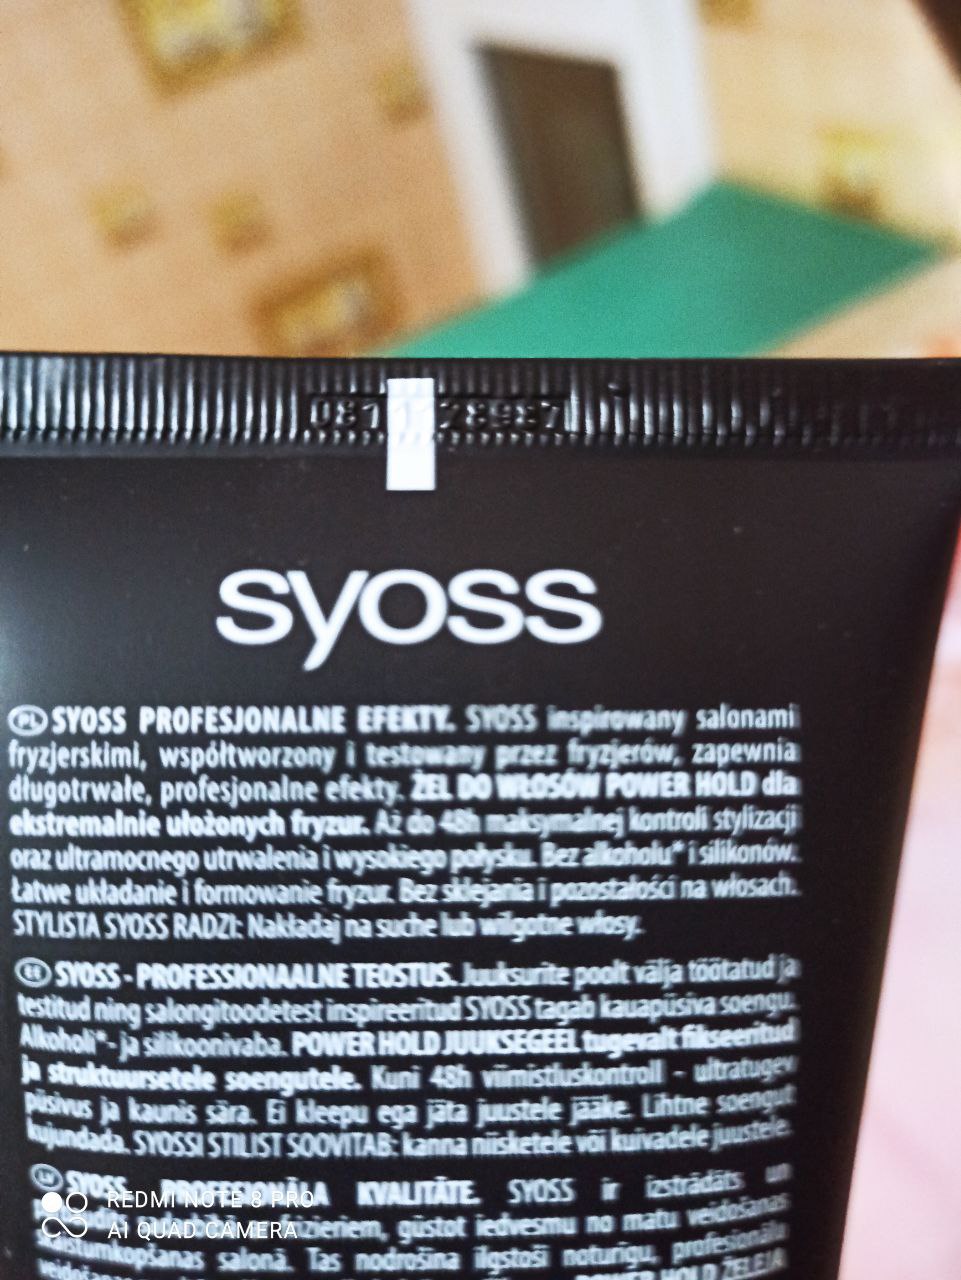 syoss
PL SYOSS PROFESJONALNE EFEKTY. SYOSS inspirowany salonami
fryzjerskimi, współtworzony i testowany przez fryzjerów, zapewnia
długotrwałe, profesjonalne efekty. ŻEL DO WŁOSÓW POWER HOLD dla
ekstremalnie ułożonych fryzur. Aż do 48h maksymalnej kontroli stylizacji
oraz ultramocnego utrwalenia i wysokiego połysku. Bez alkoholu* i silikonów.
Łatwe układanie i formowanie fryzur. Bez sklejania i pozostałości na włosach.
STYLISTA SYOSS RADZI: Nakładaj na suche lub wilgotne włosy.
EE SYOSS - PROFESSIONAALNE TEOSTUS. Juuksurite poolt välja töötatud ja
testitud ning salongitoodetest inspireeritud SYOSS tagab kauapüsiva soengu.
Alkoholi*- ja silikoonivaba. POWER HOLD JUUKSEGEEL tugevalt fikseeritud
ja struktuursetele soengutele. Kuni 48h viimistluskontroll - ultratugev
püsivus ja kaunis sära. Ei kleepu ega jäta juustele jääke. Lihtne soengut
kujundada. SYOSSI STILIST SOOVITAB: kanna niisketele või kuivadele juustele.
LV SYOSS PROFESIONĀLA KVALITĀTE. SYOSS ir izstrādāts un
frizieriem, gūstot iedvesmu no matu veidošanas
skaistumkopšanas salonā. Tas nodrošina ilgstoši noturīgu, profesionālu
POWER HOLD ŽELEJA
REDMI NOTE 8 PRO
AI QUAD CAMERA